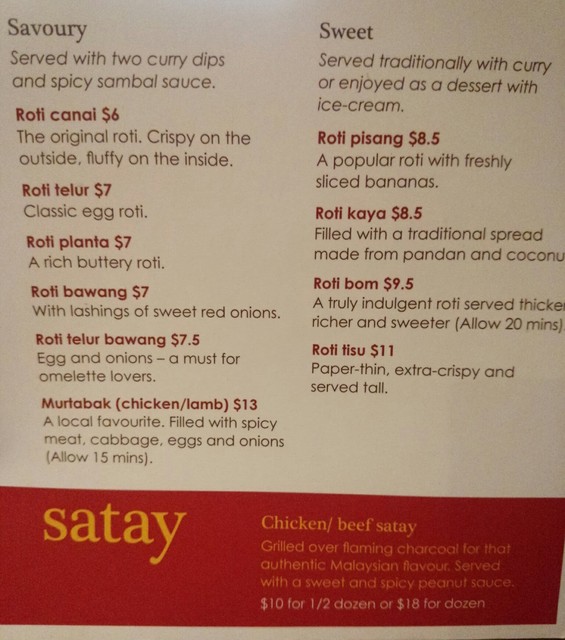 Savoury
Served with two curry dips
and spicy sambal sauce.
Roti canai $6
The original roti. Crispy on the
outside, fluffy on the inside.
Roti telur $7
Classic egg roti.
Roti planta $7
A rich buttery roti.
Roti bawang $7
With lashings of sweet red onions.
Roti telur bawang $7.5
Egg and onions – a must for
omelette lovers.
Murtabak (chicken/lamb) $13
A local favourite. Filled with spicy
meat, cabbage, eggs and onions
(Allow 15 mins).
Sweet
Served traditionally with curry
or enjoyed as a dessert with
ice-cream.
Roti pisang $8.5
A popular roti with freshly
sliced bananas.
Roti kaya $8.5
Filled with a traditional spread
made from pandan and coconu
Roti bom $9.5
A truly indulgent roti served thicke
richer and sweeter (Allow 20 mins)
Roti tisu $11
Paper-thin, extra-crispy and
served tall.
satay
Chicken/ beef satay
Grilled over flaming charcoal for that
authentic Malaysian flavour. Served
with a sweet and spicy peanut sauce.
$10 for 1/2 dozen or $18 for dozen